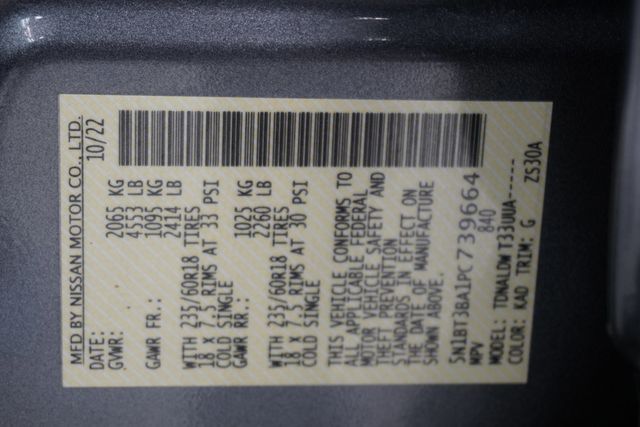 MFD BY NISSAN MOTOR CO., LTD.
DATE: 10/22
GVWR: 2065 KG
4553 LB
GAWR FR.: 1095 KG
2414 LB
WITH 235/60R18 TIRES
18 X 7.5 RIMS AT 33 PSI
COLD SINGLE
GAWR RR.: 1025 KG
2260 LB
WITH 235/60R18 TIRES
18 X 7.5 RIMS AT 30 PSI
COLD SINGLE
THIS VEHICLE CONFORMS TO
ALL APPLICABLE FEDERAL
MOTOR VEHICLE SAFETY AND
THEFT PREVENTION
STANDARDS IN EFFECT ON
THE DATE OF MANUFACTURE
SHOWN ABOVE.
5N1BT3BA1PC739664
MPV 840
MODEL: TDNALDW T33UUA-----
COLOR: KAD TRIM: G ZS30A